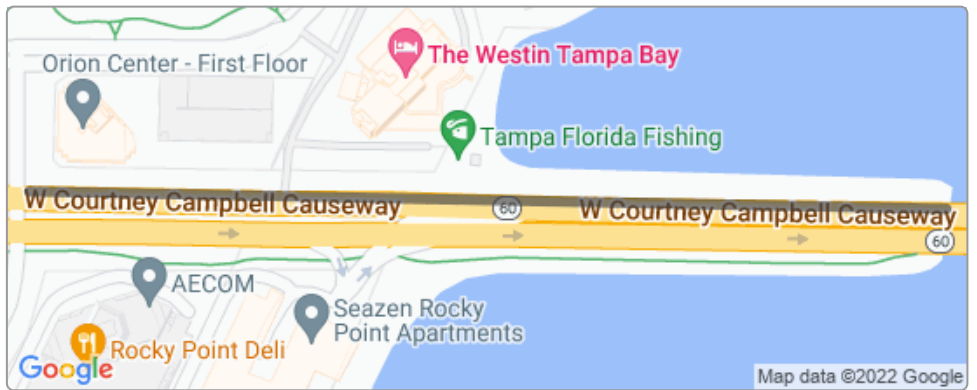 The Westin Tampa Bay
Orion Center - First Floor
Tampa Florida Fishing
W Courtney Campbell Causeway
60
W Courtney Campbell Causeway
60
AECOM
Seazen Rocky
Point Apartments
Rocky Point Deli
Google
Map data ©2022 Google